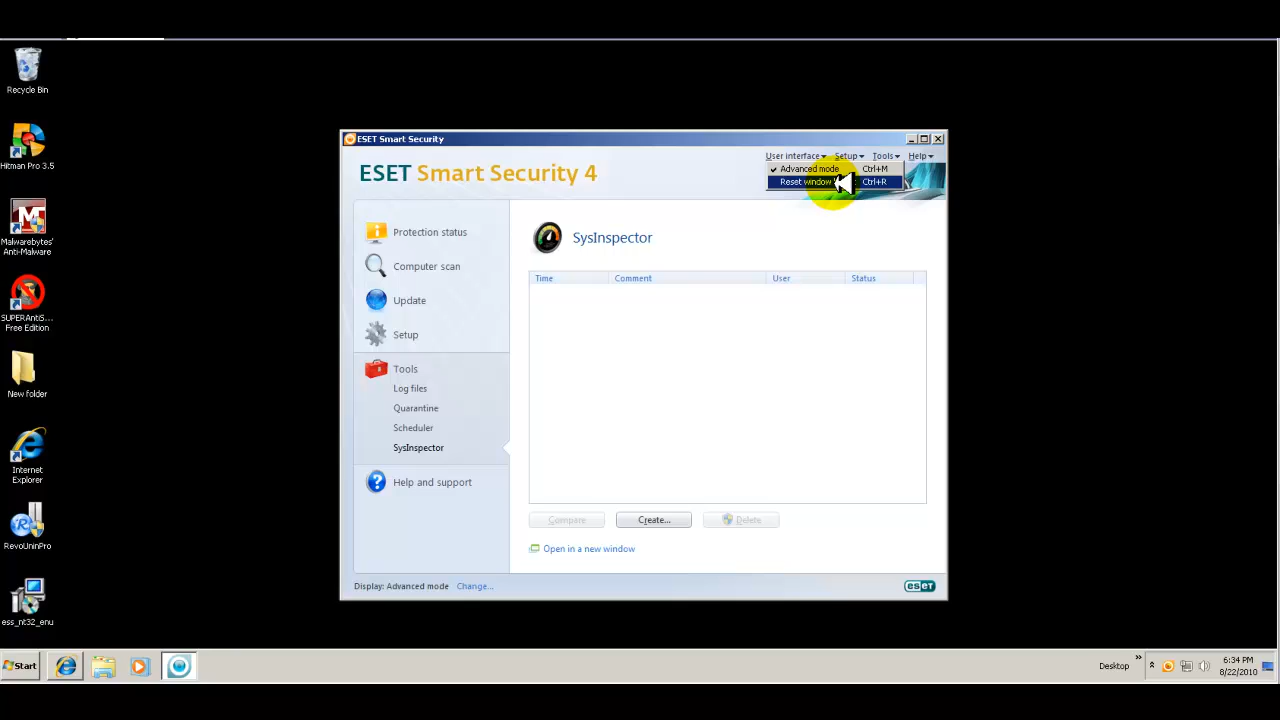 Recycle Bin
Hitman Pro 3.5
Malwarebytes'
Anti-Malware
SUPERAntiS...
Free Edition
New folder
Internet
Explorer
RevoUninPro
ess_nt32_enu
ESET Smart Security
User interface Setup Tools Help
Advanced mode Ctrl+M
Reset window Ctrl+R
ESET Smart Security 4
Protection status
Computer scan
Update
Setup
Tools
Log files
Quarantine
Scheduler
SysInspector
Help and support
SysInspector
Time Comment User Status
Compare Create... Delete
Open in a new window
Display: Advanced mode Change...
eset
Start
Desktop
6:34 PM
8/22/2010